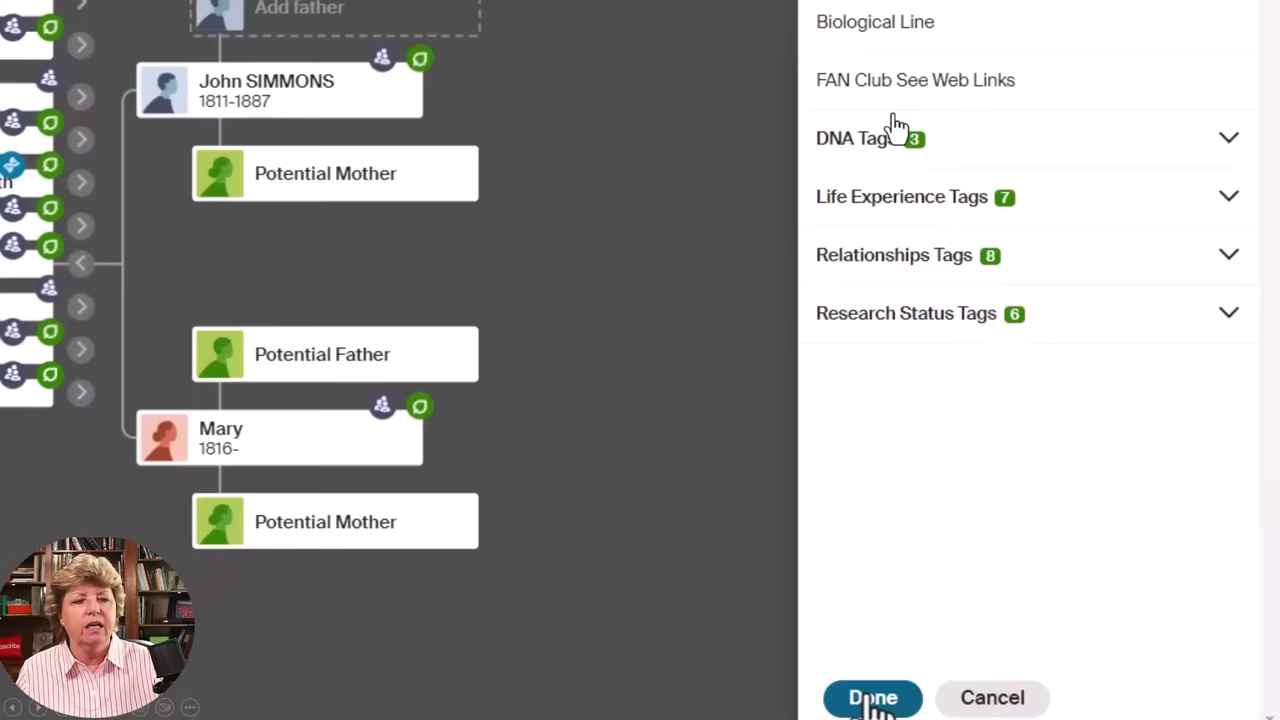 Add father
John SIMMONS
1811-1887
Potential Mother
Potential Father
Mary
1816-
Potential Mother
Biological Line
FAN Club See Web Links
DNA Tags 3
Life Experience Tags 7
Relationships Tags 8
Research Status Tags 6
Done
Cancel